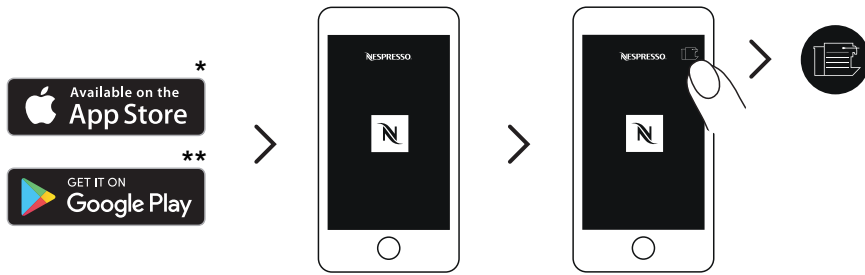 *
Available on the
App Store
**
GET IT ON
Google Play
NESPRESSO
N
NESPRESSO
N